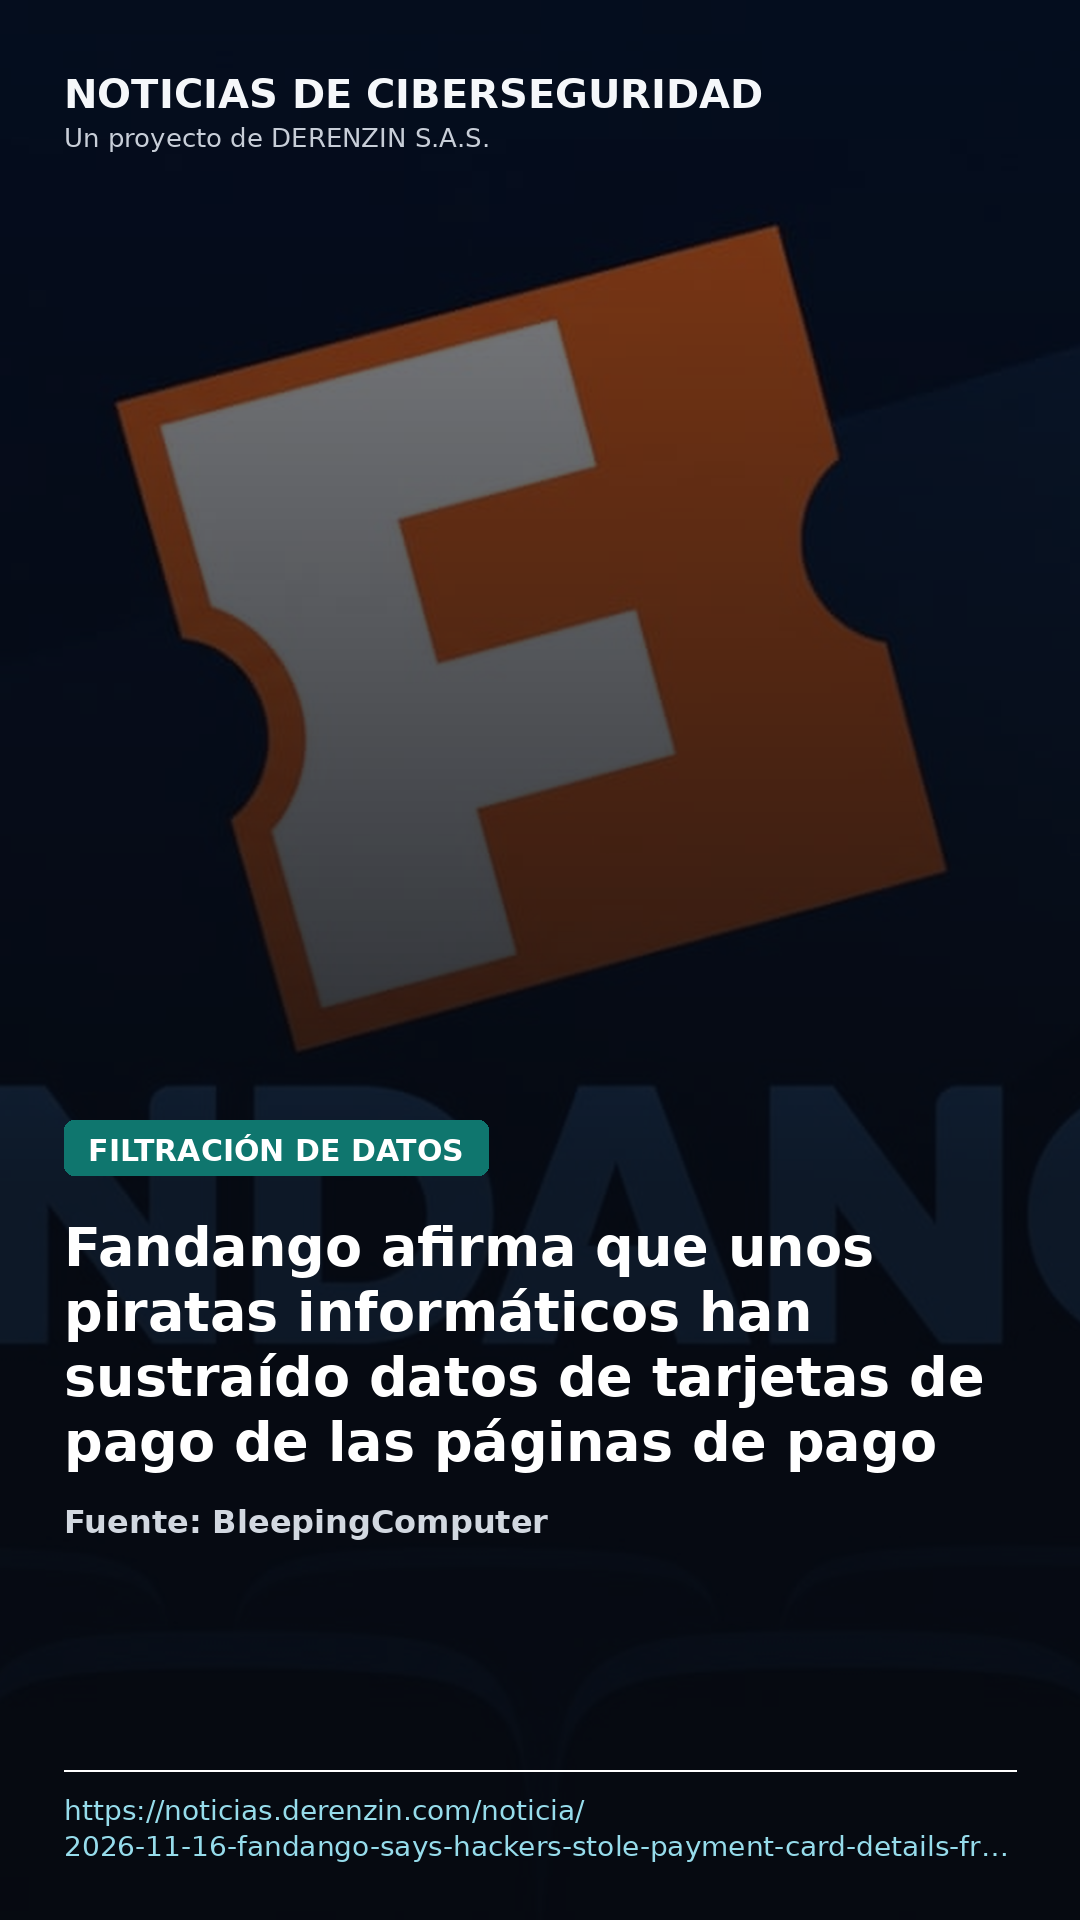 NOTICIAS DE CIBERSEGURIDAD
Un proyecto de DERENZIN S.A.S.
F
NDANG
FILTRACIÓN DE DATOS
Fandango afirma que unos
piratas informáticos han
sustraído datos de tarjetas de
pago de las páginas de pago
Fuente: BleepingComputer
https://noticias.derenzin.com/noticia/
2026-11-16-fandango-says-hackers-stole-payment-card-details-fr...